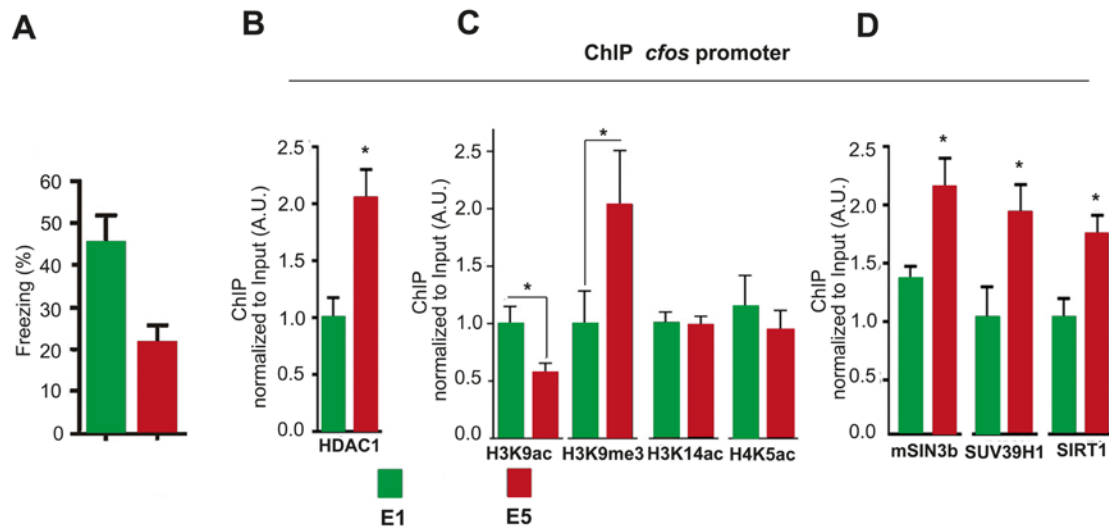 A
B
C
D
ChIP cfos promoter
Freezing (%)
60
50
40
30
20
10
0
ChIP
normalized to Input (A.U.)
2.5
2.0
1.5
1.0
0.5
0.0
*
HDAC1
ChIP
normalized to Input (A.U.)
2.5
2.0
1.5
1.0
0.5
0.0
*
*
H3K9ac H3K9me3 H3K14ac H4K5ac
ChIP
normalized to Input (A.U.)
2.5
2.0
1.5
1.0
0.5
0.0
*
*
*
mSIN3b SUV39H1 SIRT1
E1
E5